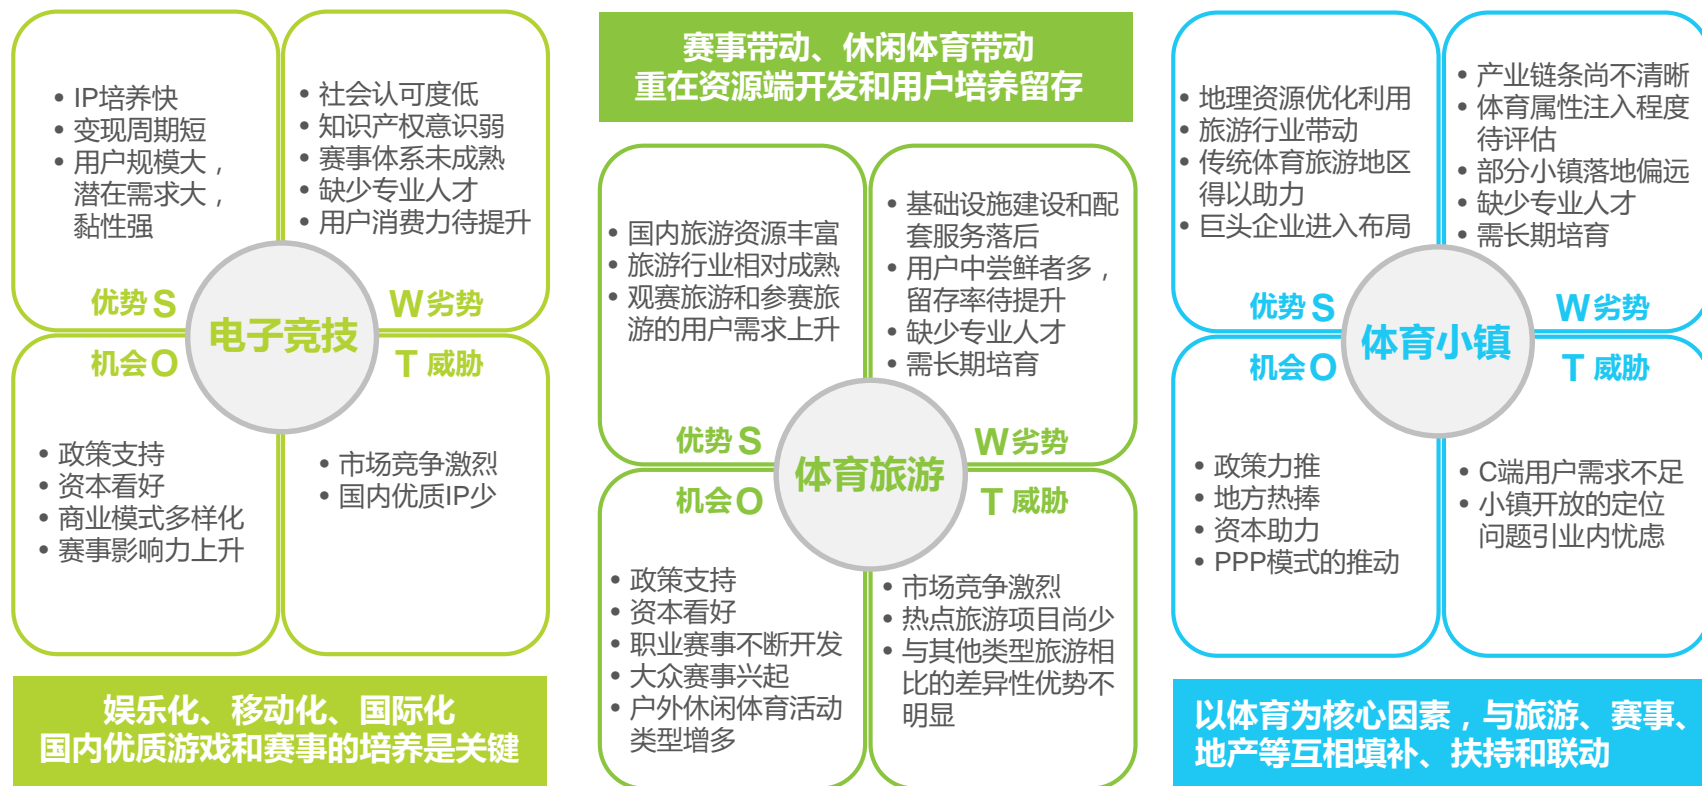 • IP培养快
• 变现周期短
• 用户规模大，
潜在需求大，
黏性强
• 社会认可度低
• 知识产权意识弱
• 赛事体系未成熟
• 缺少专业人才
• 用户消费力待提升
优势 S
W 劣势
电子竞技
机会 O
T 威胁
• 政策支持
• 资本看好
• 商业模式多样化
• 赛事影响力上升
• 市场竞争激烈
• 国内优质IP少
娱乐化、移动化、国际化
国内优质游戏和赛事的培养是关键
赛事带动、休闲体育带动
重在资源端开发和用户培养留存
• 国内旅游资源丰富
• 旅游行业相对成熟
• 观赛旅游和参赛旅
游的用户需求上升
• 基础设施建设和配
套服务落后
• 用户中尝鲜者多，
留存率待提升
• 缺少专业人才
• 需长期培育
优势 S
W 劣势
体育旅游
机会 O
T 威胁
• 政策支持
• 资本看好
• 职业赛事不断开发
• 大众赛事兴起
• 户外休闲体育活动
类型增多
• 市场竞争激烈
• 热点旅游项目尚少
• 与其他类型旅游相
比的差异性优势不
明显
• 地理资源优化利用
• 旅游行业带动
• 传统体育旅游地区
得以助力
• 巨头企业进入布局
• 产业链条尚不清晰
• 体育属性注入程度
待评估
• 部分小镇落地偏远
• 缺少专业人才
• 需长期培育
优势 S
W 劣势
体育小镇
机会 O
T 威胁
• 政策力推
• 地方热捧
• 资本助力
• PPP模式的推动
• C端用户需求不足
• 小镇开放的定位
问题引业内忧虑
以体育为核心因素，与旅游、赛事、
地产等互相填补、扶持和联动